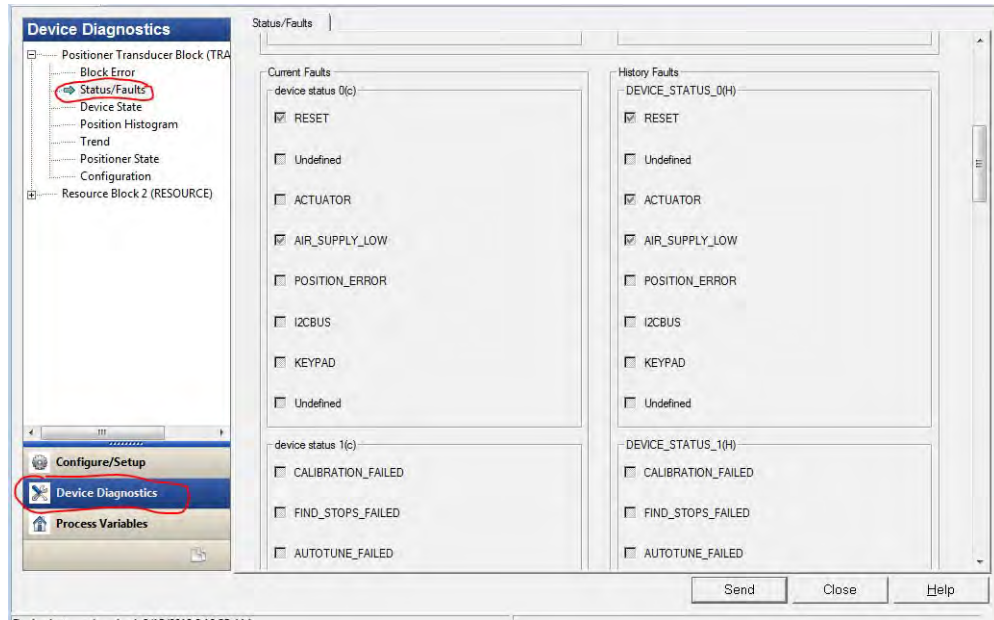 Device Diagnostics
Positioner Transducer Block (TRA
Block Error
Status/Faults
Device State
Position Histogram
Trend
Positioner State
Configuration
Resource Block 2 (RESOURCE)
Configure/Setup
Device Diagnostics
Process Variables
Status/Faults
Current Faults
device status 0(c)
RESET
Undefined
ACTUATOR
AIR_SUPPLY_LOW
POSITION_ERROR
I2CBUS
KEYPAD
Undefined
device status 1(c)
CALIBRATION_FAILED
FIND_STOPS_FAILED
AUTOTUNE_FAILED
History Faults
DEVICE_STATUS_0(H)
RESET
Undefined
ACTUATOR
AIR_SUPPLY_LOW
POSITION_ERROR
I2CBUS
KEYPAD
Undefined
DEVICE_STATUS_1(H)
CALIBRATION_FAILED
FIND_STOPS_FAILED
AUTOTUNE_FAILED
Send
Close
Help